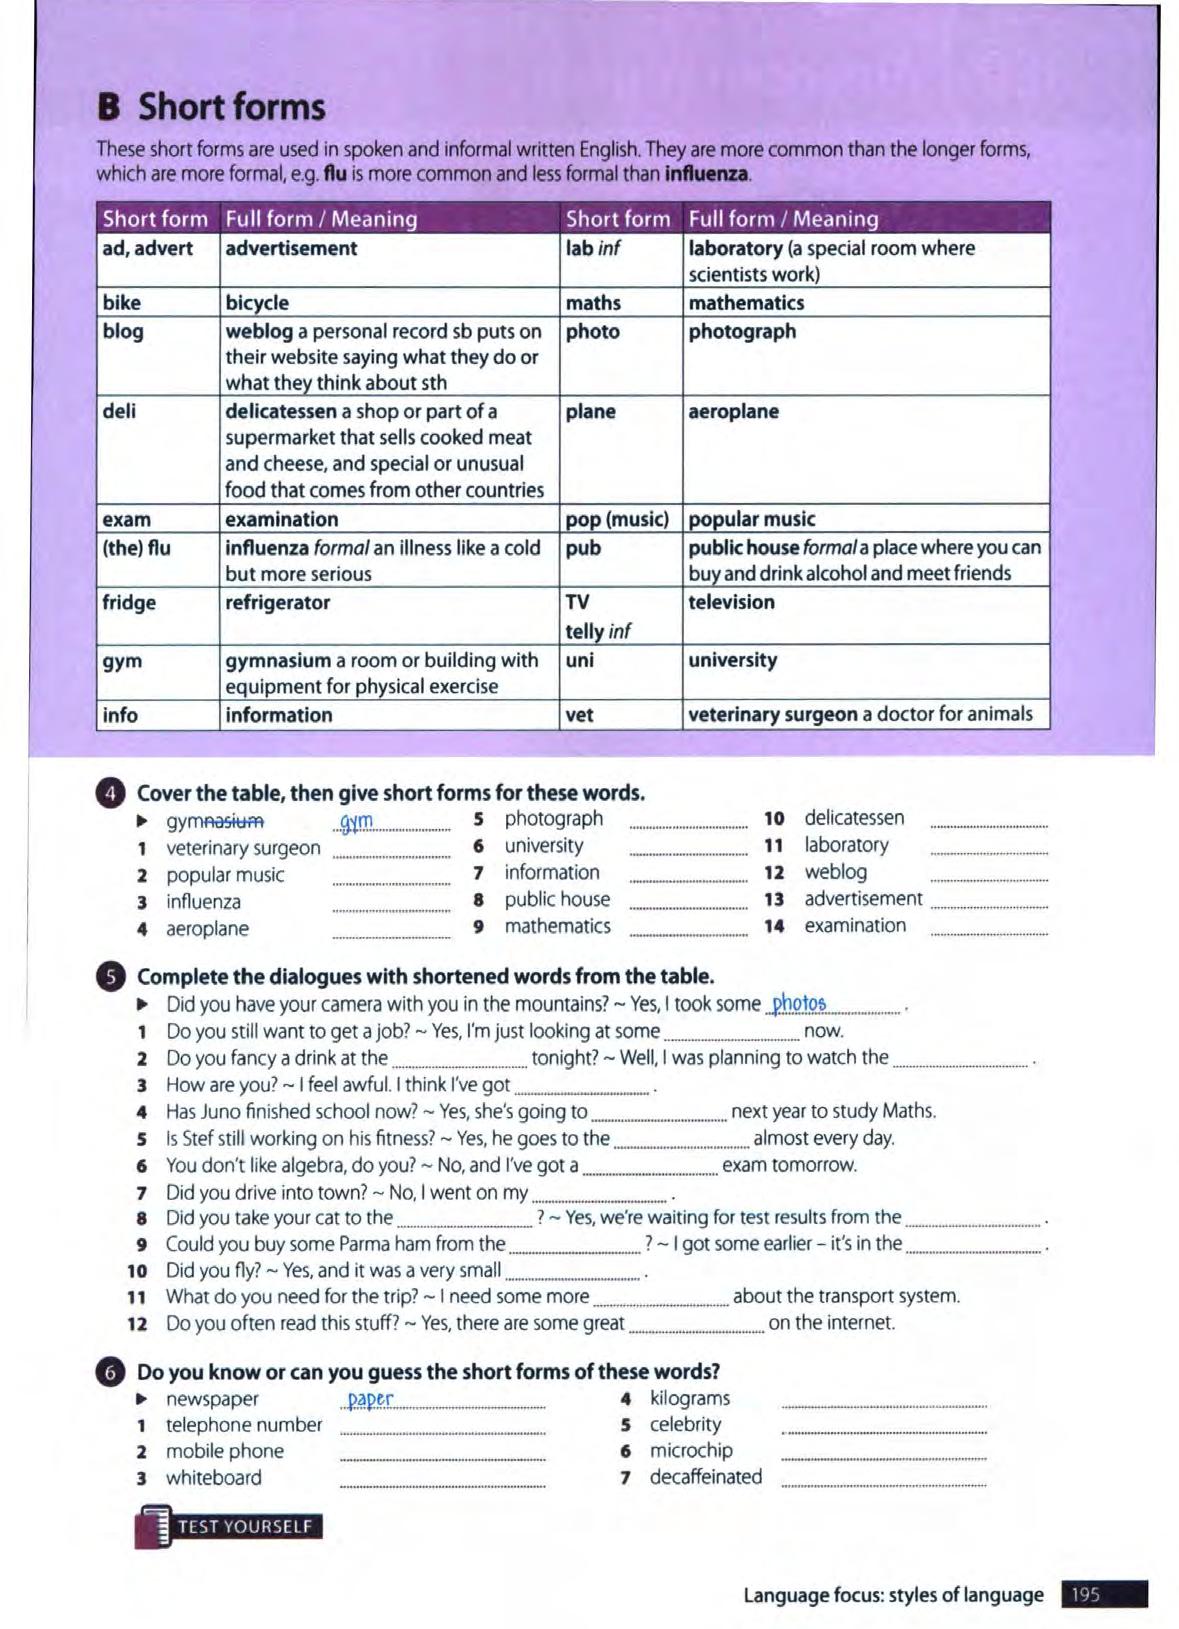 B Short forms
These short forms are used in spoken and informal written English. They are more common than the longer forms,
which are more formal, e.g. flu is more common and less formal than influenza.
Short form Full form / Meaning Short form Full form / Meaning
ad, advert advertisement lab inf laboratory (a special room where
scientists work)
bike bicycle maths mathematics
blog weblog a personal record sb puts on photo photograph
their website saying what they do or
what they think about sth
deli delicatessen a shop or part of a plane aeroplane
supermarket that sells cooked meat
and cheese, and special or unusual
food that comes from other countries
exam examination pop (music) popular music
(the) flu influenza formal an illness like a cold pub public house formal a place where you can
but more serious buy and drink alcohol and meet friends
fridge refrigerator TV television
telly inf
gym gymnasium a room or building with uni university
equipment for physical exercise
info information vet veterinary surgeon a doctor for animals
4 Cover the table, then give short forms for these words.
► gymnasium gym 5 photograph 10 delicatessen
1 veterinary surgeon 6 university 11 laboratory
2 popular music 7 information 12 weblog
3 influenza 8 public house 13 advertisement
4 aeroplane 9 mathematics 14 examination
5 Complete the dialogues with shortened words from the table.
► Did you have your camera with you in the mountains? ~ Yes, I took some photos .
1 Do you still want to get a job? ~ Yes, I'm just looking at some now.
2 Do you fancy a drink at the tonight? ~ Well, I was planning to watch the .
3 How are you? ~ I feel awful. I think I've got .
4 Has Juno finished school now? ~ Yes, she's going to next year to study Maths.
5 Is Stef still working on his fitness? ~ Yes, he goes to the almost every day.
6 You don't like algebra, do you? ~ No, and I've got a exam tomorrow.
7 Did you drive into town? ~ No, I went on my .
8 Did you take your cat to the ? ~ Yes, we're waiting for test results from the .
9 Could you buy some Parma ham from the ? ~ I got some earlier – it's in the .
10 Did you fly? ~ Yes, and it was a very small .
11 What do you need for the trip? ~ I need some more about the transport system.
12 Do you often read this stuff? ~ Yes, there are some great on the internet.
6 Do you know or can you guess the short forms of these words?
► newspaper paper 4 kilograms
1 telephone number 5 celebrity
2 mobile phone 6 microchip
3 whiteboard 7 decaffeinated
TEST YOURSELF
Language focus: styles of language 195